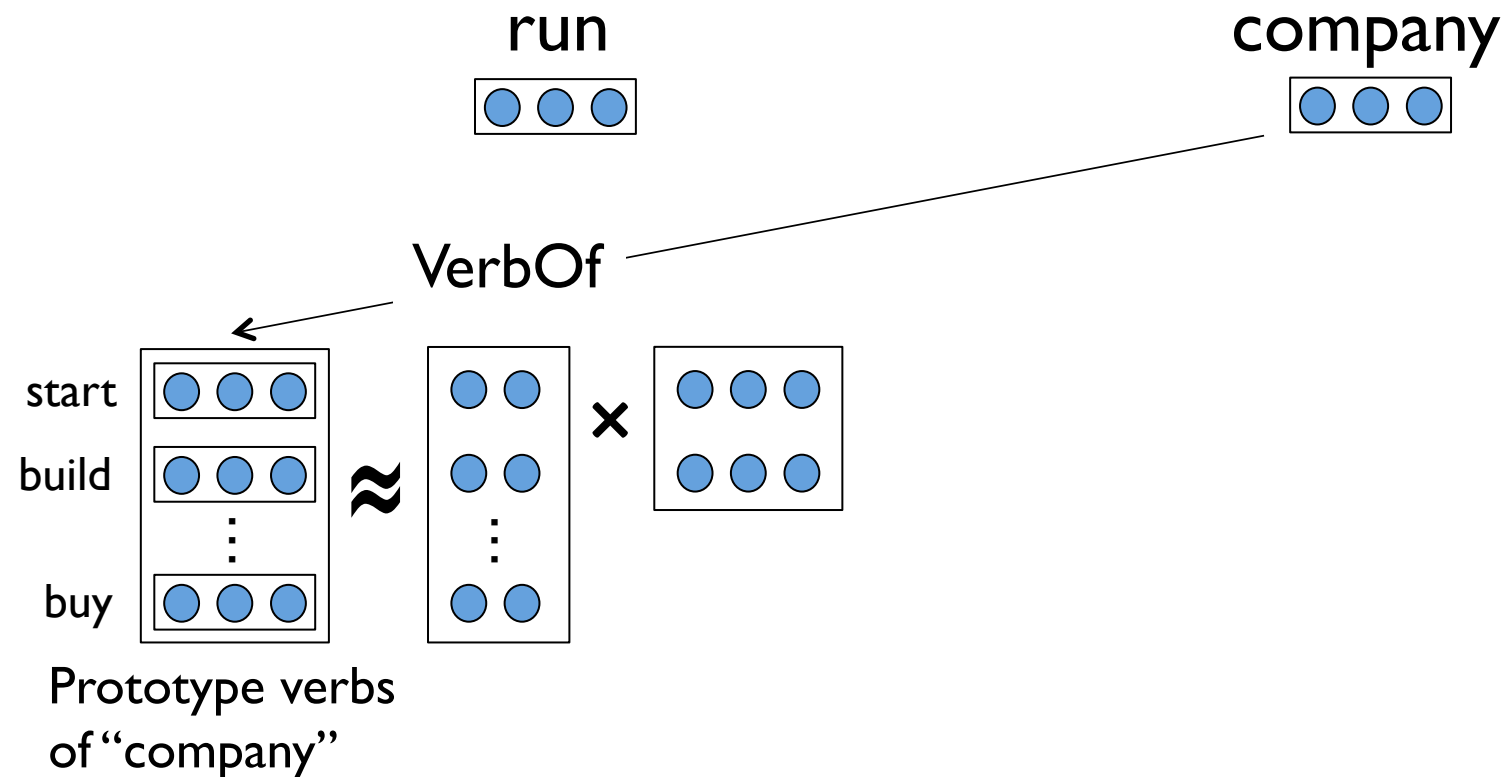 run
company
VerbOf
start
build
buy
≈
×
⋮
⋮
Prototype verbs
of “company”